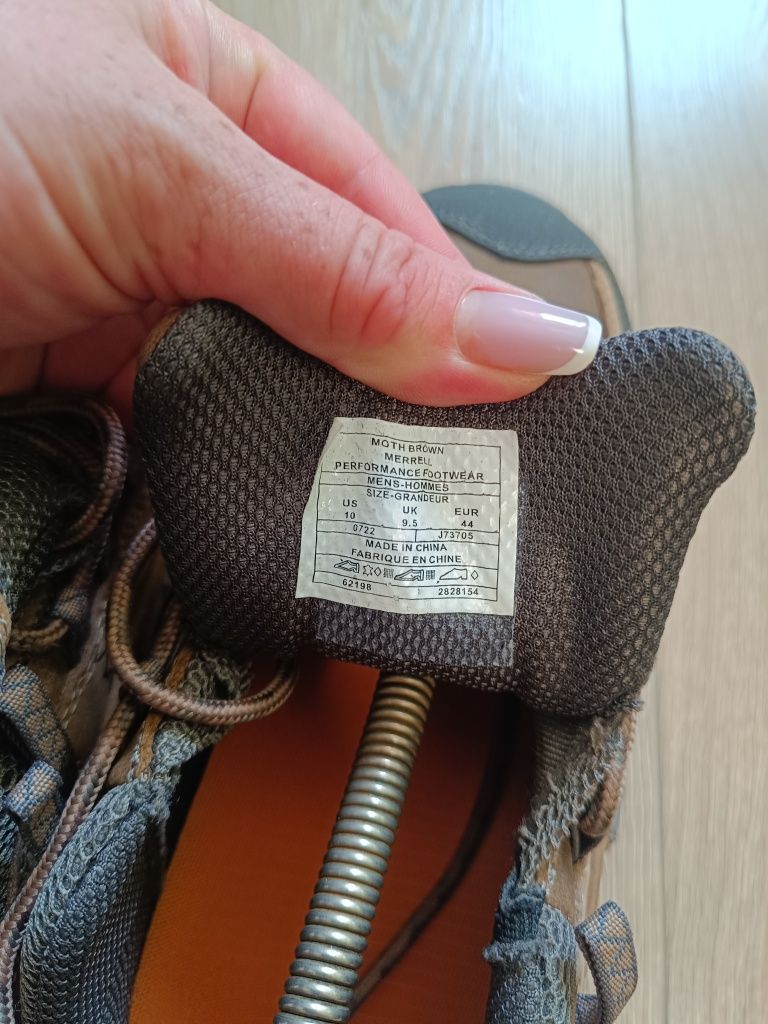 MOTH BROWN
MERRELL
PERFORMANCE FOOTWEAR
MENS-HOMMES
SIZE-GRANDEUR
US UK EUR
10 9.5 44
0722 J73705
MADE IN CHINA
FABRIQUE EN CHINE
62198 2828154